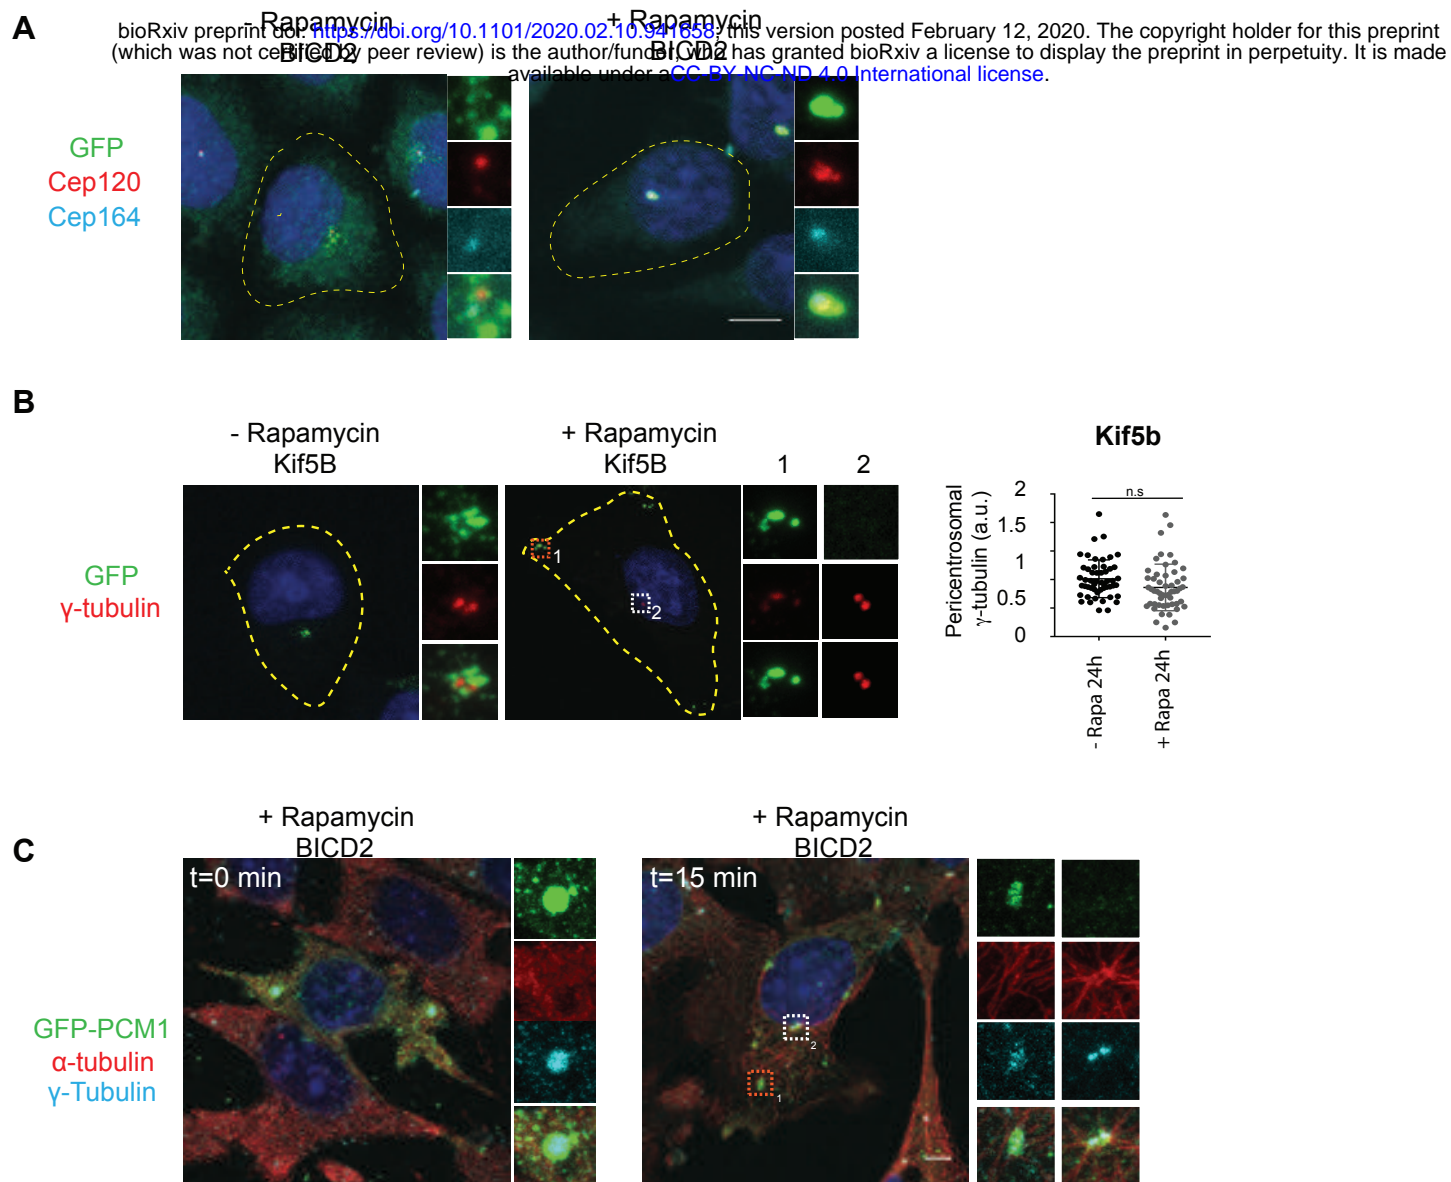 A
- Rapamycin
BICD2
+ Rapamycin
BICD2
bioRxiv preprint doi: https://doi.org/10.1101/2020.02.10.941658; this version posted February 12, 2020. The copyright holder for this preprint
(which was not certified by peer review) is the author/funder, who has granted bioRxiv a license to display the preprint in perpetuity. It is made
available under aCC-BY-NC-ND 4.0 International license.
GFP
Cep120
Cep164
B
- Rapamycin
Kif5B
+ Rapamycin
Kif5B
1
2
GFP
γ-tubulin
1
2
Kif5b
Pericentrosomal
γ-tubulin (a.u.)
2
1.5
1
0.5
0
n.s
- Rapa 24h
+ Rapa 24h
C
+ Rapamycin
BICD2
t=0 min
+ Rapamycin
BICD2
t=15 min
GFP-PCM1
α-tubulin
γ-Tubulin
2
1